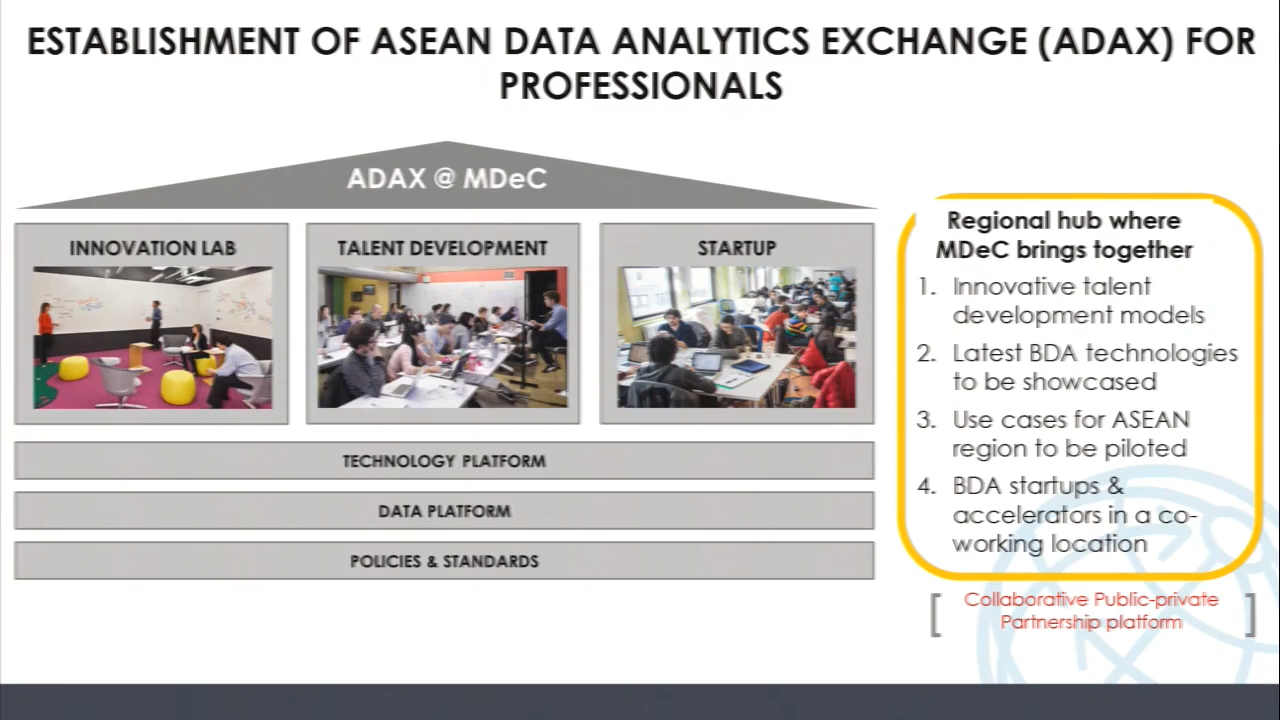 ESTABLISHMENT OF ASEAN DATA ANALYTICS EXCHANGE (ADAX) FOR
PROFESSIONALS
ADAX @ MDeC
INNOVATION LAB
TALENT DEVELOPMENT
STARTUP
TECHNOLOGY PLATFORM
DATA PLATFORM
POLICIES & STANDARDS
Regional hub where
MDeC brings together
1. Innovative talent
development models
2. Latest BDA technologies
to be showcased
3. Use cases for ASEAN
region to be piloted
4. BDA startups &
accelerators in a co-
working location
[ Collaborative Public-private
Partnership platform ]